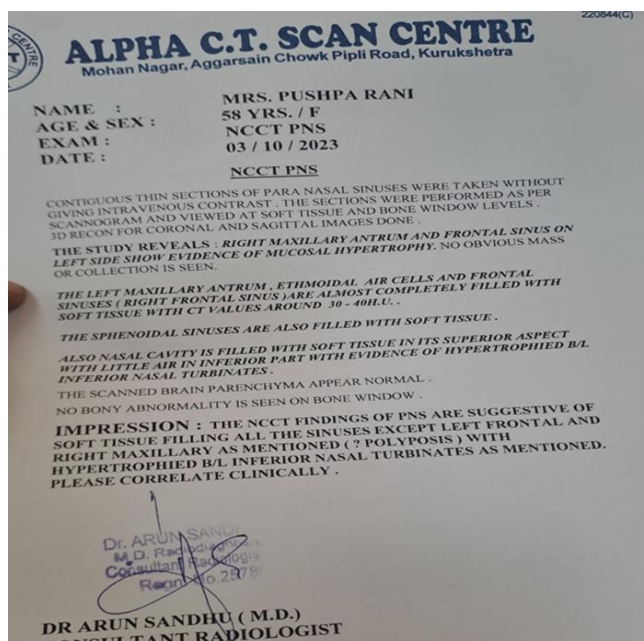 220844(C)
CENTRE
ALPHA C.T. SCAN CENTRE
Mohan Nagar, Aggarsain Chowk Pipli Road, Kurukshetra
NAME : MRS. PUSHPA RANI
AGE & SEX : 58 YRS. / F
EXAM : NCCT PNS
DATE : 03 / 10 / 2023
NCCT PNS
CONTIGUOUS THIN SECTIONS OF PARA NASAL SINUSES WERE TAKEN WITHOUT
GIVING INTRAVENOUS CONTRAST . THE SECTIONS WERE PERFORMED AS PER
SCANNOGRAM AND VIEWED AT SOFT TISSUE AND BONE WINDOW LEVELS .
3D RECON FOR CORONAL AND SAGITTAL IMAGES DONE .
THE STUDY REVEALS : RIGHT MAXILLARY ANTRUM AND FRONTAL SINUS ON
LEFT SIDE SHOW EVIDENCE OF MUCOSAL HYPERTROPHY. NO OBVIOUS MASS
OR COLLECTION IS SEEN.
THE LEFT MAXILLARY ANTRUM , ETHMOIDAL AIR CELLS AND FRONTAL
SINUSES ( RIGHT FRONTAL SINUS )ARE ALMOST COMPLETELY FILLED WITH
SOFT TISSUE WITH CT VALUES AROUND 30 - 40H.U. .
THE SPHENOIDAL SINUSES ARE ALSO FILLED WITH SOFT TISSUE .
ALSO NASAL CAVITY IS FILLED WITH SOFT TISSUE IN ITS SUPERIOR ASPECT
WITH LITTLE AIR IN INFERIOR PART WITH EVIDENCE OF HYPERTROPHIED B/L
INFERIOR NASAL TURBINATES .
THE SCANNED BRAIN PARENCHYMA APPEAR NORMAL .
NO BONY ABNORMALITY IS SEEN ON BONE WINDOW .
IMPRESSION : THE NCCT FINDINGS OF PNS ARE SUGGESTIVE OF
SOFT TISSUE FILLING ALL THE SINUSES EXCEPT LEFT FRONTAL AND
RIGHT MAXILLARY AS MENTIONED ( ? POLYPOSIS ) WITH
HYPERTROPHIED B/L INFERIOR NASAL TURBINATES AS MENTIONED.
PLEASE CORRELATE CLINICALLY .
Dr. ARUN
M.D.
Consultant
Regn. No.
DR ARUN SANDHU ( M.D.)
CONSULTANT RADIOLOGIST